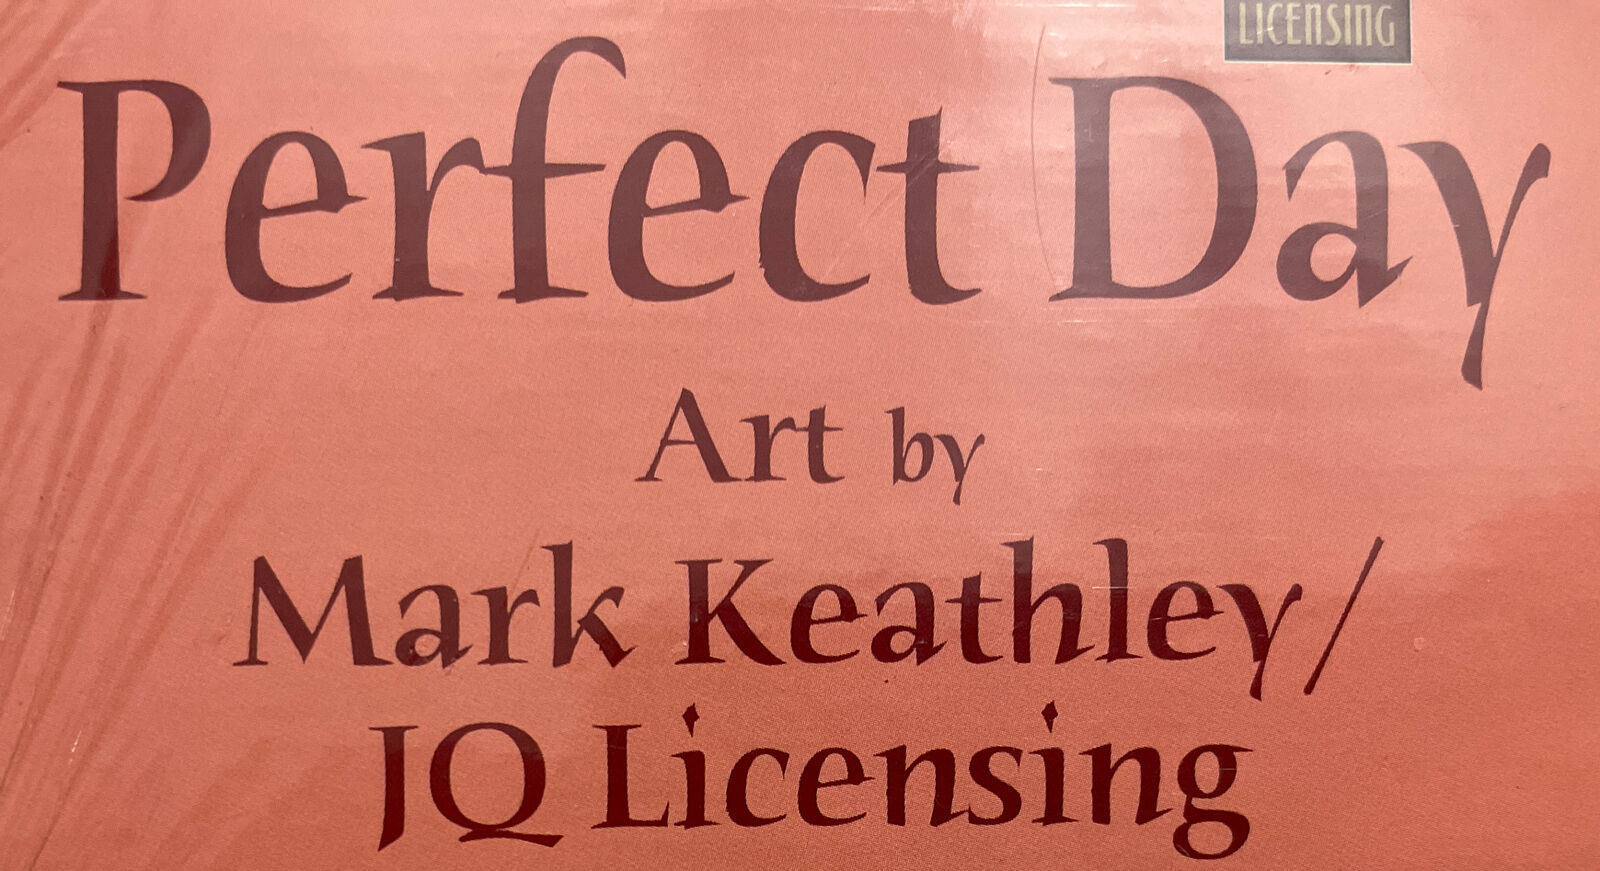 LICENSING
Perfect Day
Art by
Mark Keathley/
JQ Licensing